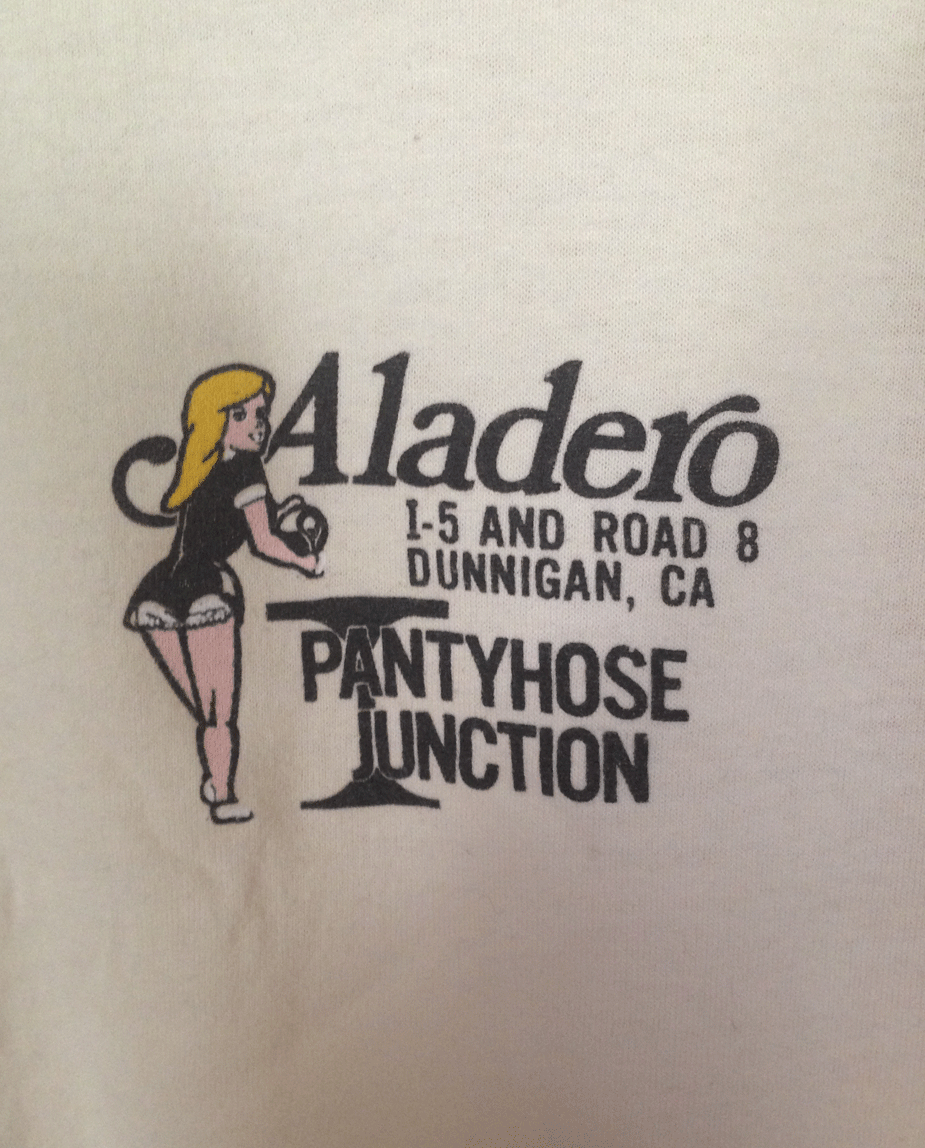 Aladero
I-5 AND ROAD 8
DUNNIGAN, CA
PANTYHOSE
JUNCTION